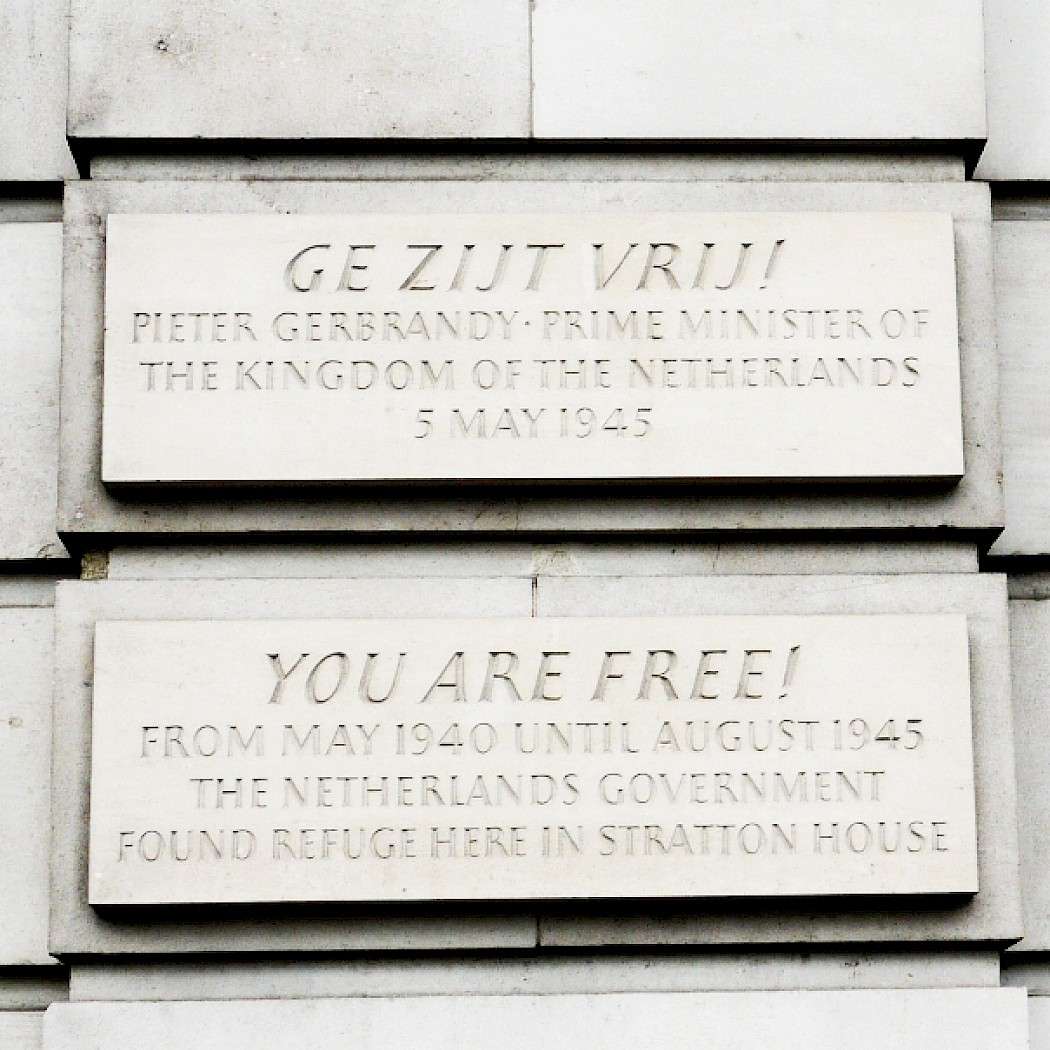 GE ZIJT VRIJ!
PIETER GERBRANDY · PRIME MINISTER OF
THE KINGDOM OF THE NETHERLANDS
5 MAY 1945
YOU ARE FREE!
FROM MAY 1940 UNTIL AUGUST 1945
THE NETHERLANDS GOVERNMENT
FOUND REFUGE HERE IN STRATTON HOUSE